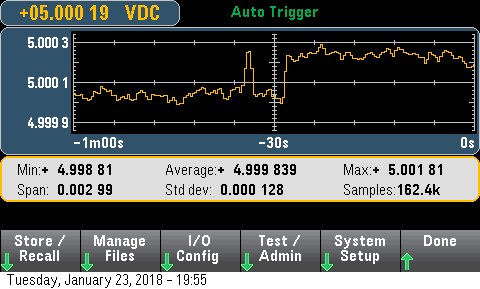 +05.000 19 VDC Auto Trigger
5.000 3
5.000 1
4.999 9
-1m00s -30s 0s
Min:+ 4.998 81 Average:+ 4.999 839 Max:+ 5.001 81
Span: 0.002 99 Std dev: 0.000 128 Samples:162.4k
Store / Manage I/O Test / System Done
Recall Files Config Admin Setup
Tuesday, January 23, 2018 - 19:55